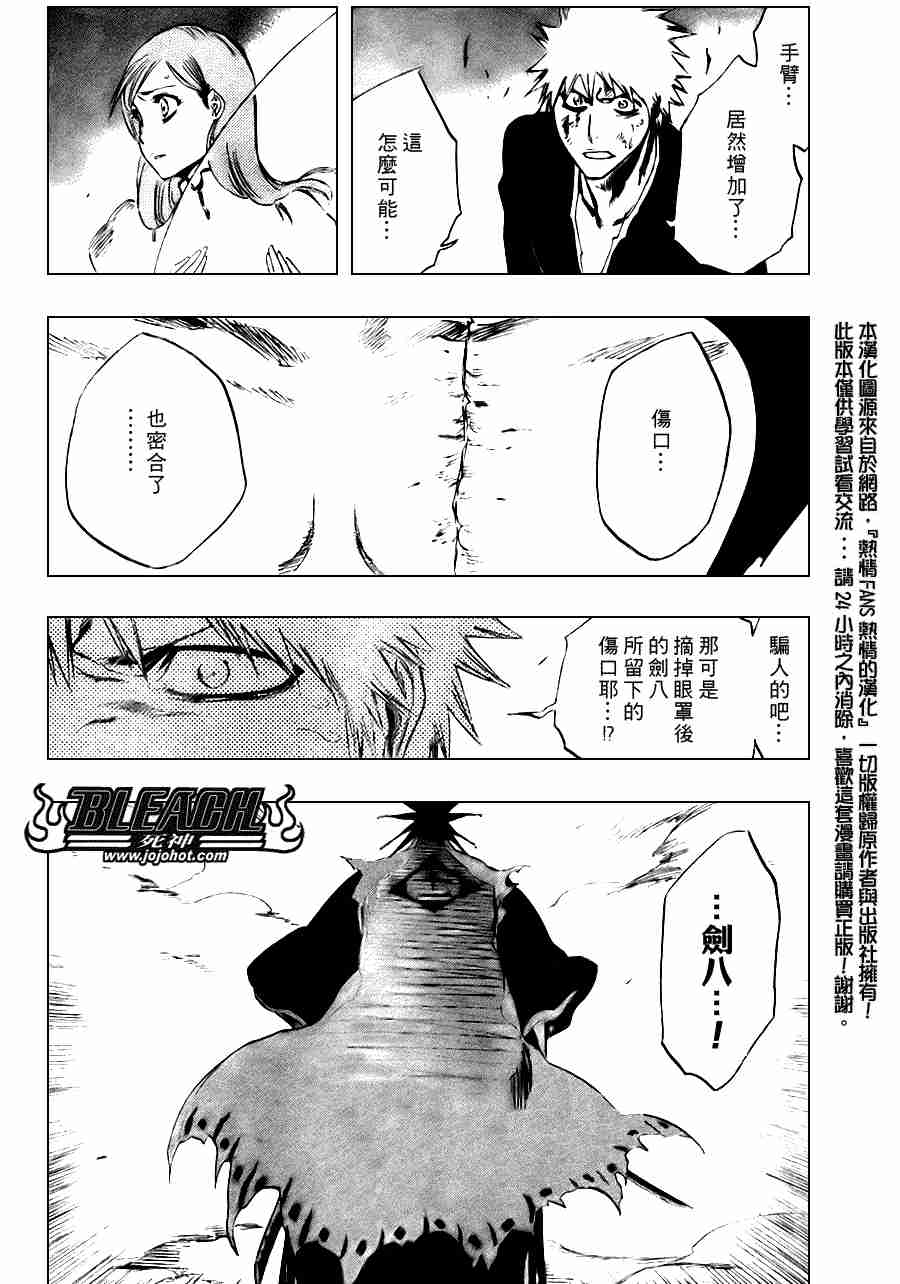 手臂…
居然增加了…
這
怎麼可能…
傷口…
也密合了
………
騙人的吧…
那可是
摘掉眼罩後
的劍八
所留下的
傷口耶…!?
…劍八…!
BLEACH
死神
www.jojohot.com
本漢化圖源來自於網路，『熱情FANS熱情的漢化』一切版權歸原作者與出版社擁有！
此版本僅供學習試看交流…請24小時之內消除，喜歡這套漫畫請購買正版！謝謝。